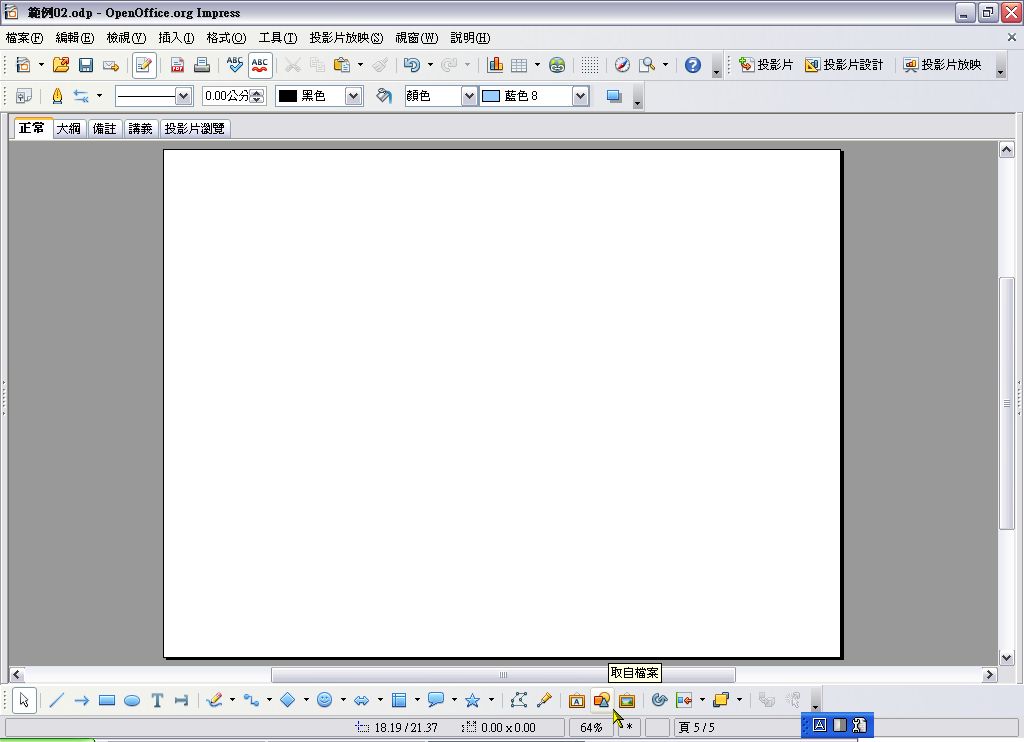 範例02.odp - OpenOffice.org Impress
檔案(F) 編輯(E) 檢視(V) 插入(I) 格式(O) 工具(T) 投影片放映(S) 視窗(W) 說明(H)
ABC ABC 投影片 投影片設計 投影片放映
0.00公分 黑色 顏色 藍色 8
正常 大綱 備註 講義 投影片瀏覽
取自檔案
18.19 / 21.37 0.00 x 0.00 64% * 頁 5 / 5